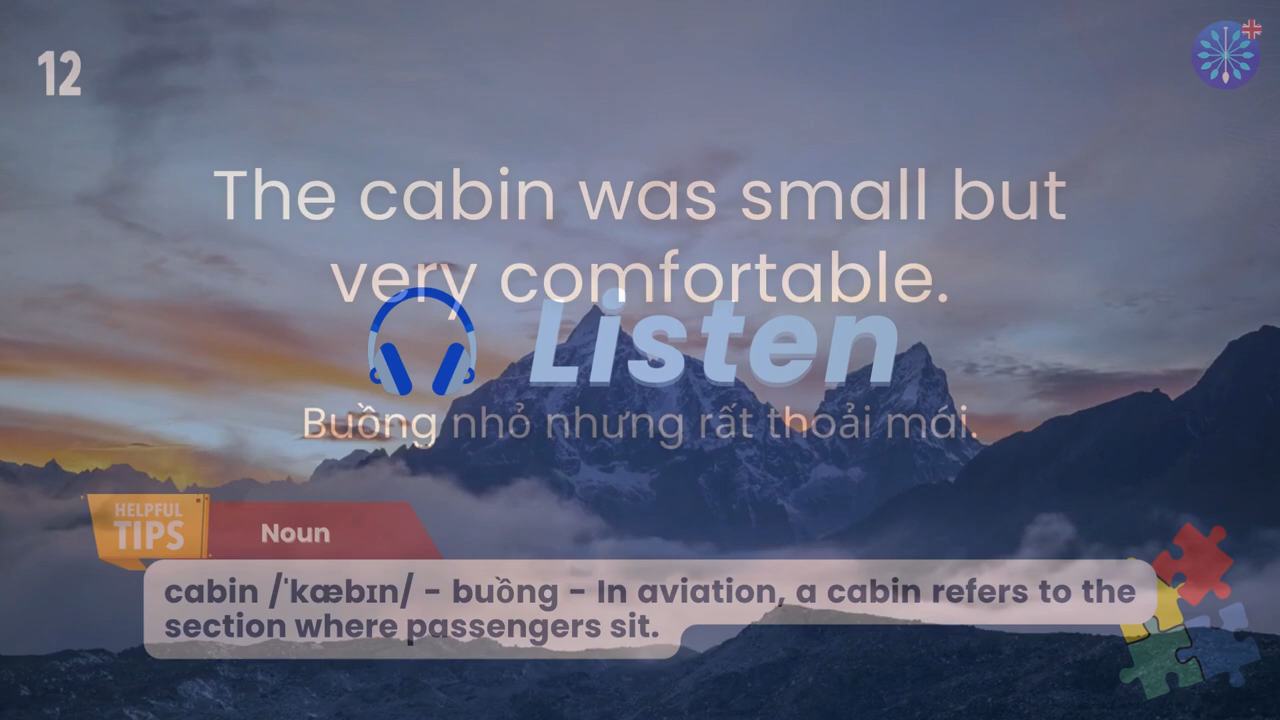 12
The cabin was small but
very comfortable.
Listen
Buồng nhỏ nhưng rất thoải mái.
HELPFUL
TIPS
Noun
cabin /ˈkæbɪn/ - buồng - In aviation, a cabin refers to the
section where passengers sit.